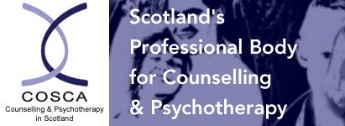 COSCA
Counselling & Psychotherapy
in Scotland
Scotland's
Professional Body
for Counselling
& Psychotherapy